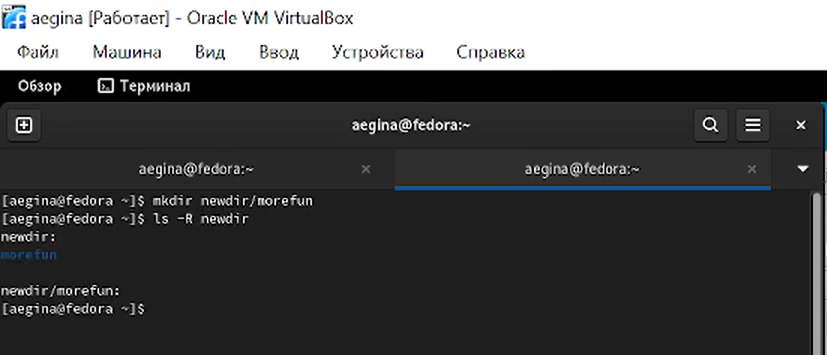 aegina [Работает] - Oracle VM VirtualBox
Файл Машина Вид Ввод Устройства Справка
Обзор Терминал
aegina@fedora:~
aegina@fedora:~ aegina@fedora:~
[aegina@fedora ~]$ mkdir newdir/morefun
[aegina@fedora ~]$ ls -R newdir
newdir:
morefun
newdir/morefun:
[aegina@fedora ~]$